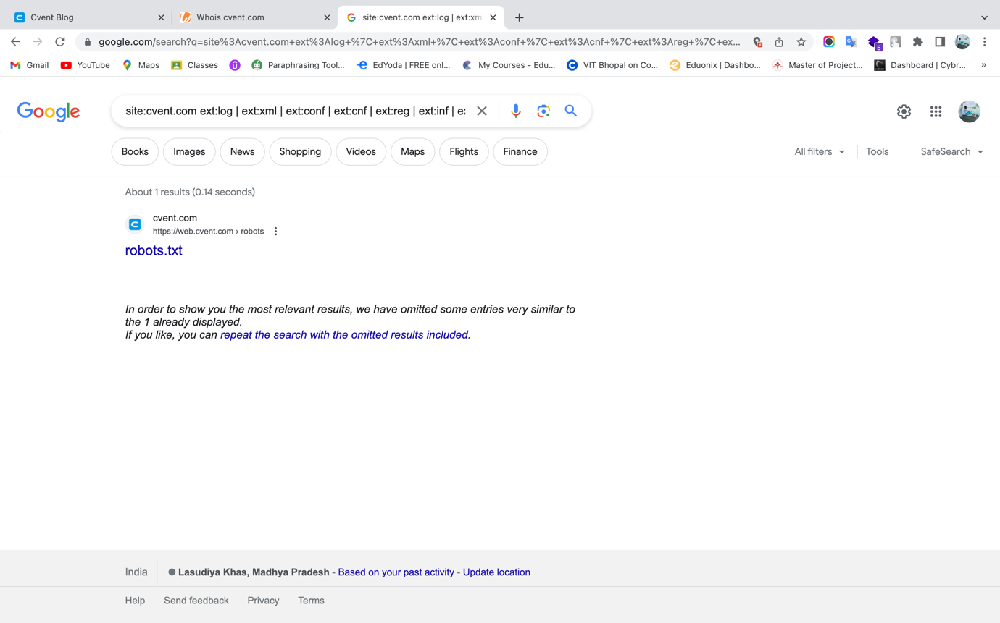 Cvent Blog
Whois cvent.com
site:cvent.com ext:log | ext:xml
google.com/search?q=site%3Acvent.com+ext%3Alog+%7C+ext%3Axml+%7C+ext%3Aconf+%7C+ext%3Acnf+%7C+ext%3Areg+%7C+ex...
5
Gmail
YouTube
Maps
Classes
Paraphrasing Tool...
EdYoda | FREE onl...
My Courses - Edu...
VIT Bhopal on Co...
Eduonix | Dashbo...
Master of Project...
Dashboard | Cybr...
»
Google
site:cvent.com ext:log | ext:xml | ext:conf | ext:cnf | ext:reg | ext:inf | e
Books
Images
News
Shopping
Videos
Maps
Flights
Finance
All filters
Tools
SafeSearch
About 1 results (0.14 seconds)
cvent.com
https://web.cvent.com › robots
robots.txt
In order to show you the most relevant results, we have omitted some entries very similar to
the 1 already displayed.
If you like, you can repeat the search with the omitted results included.
India
Lasudiya Khas, Madhya Pradesh - Based on your past activity - Update location
Help
Send feedback
Privacy
Terms